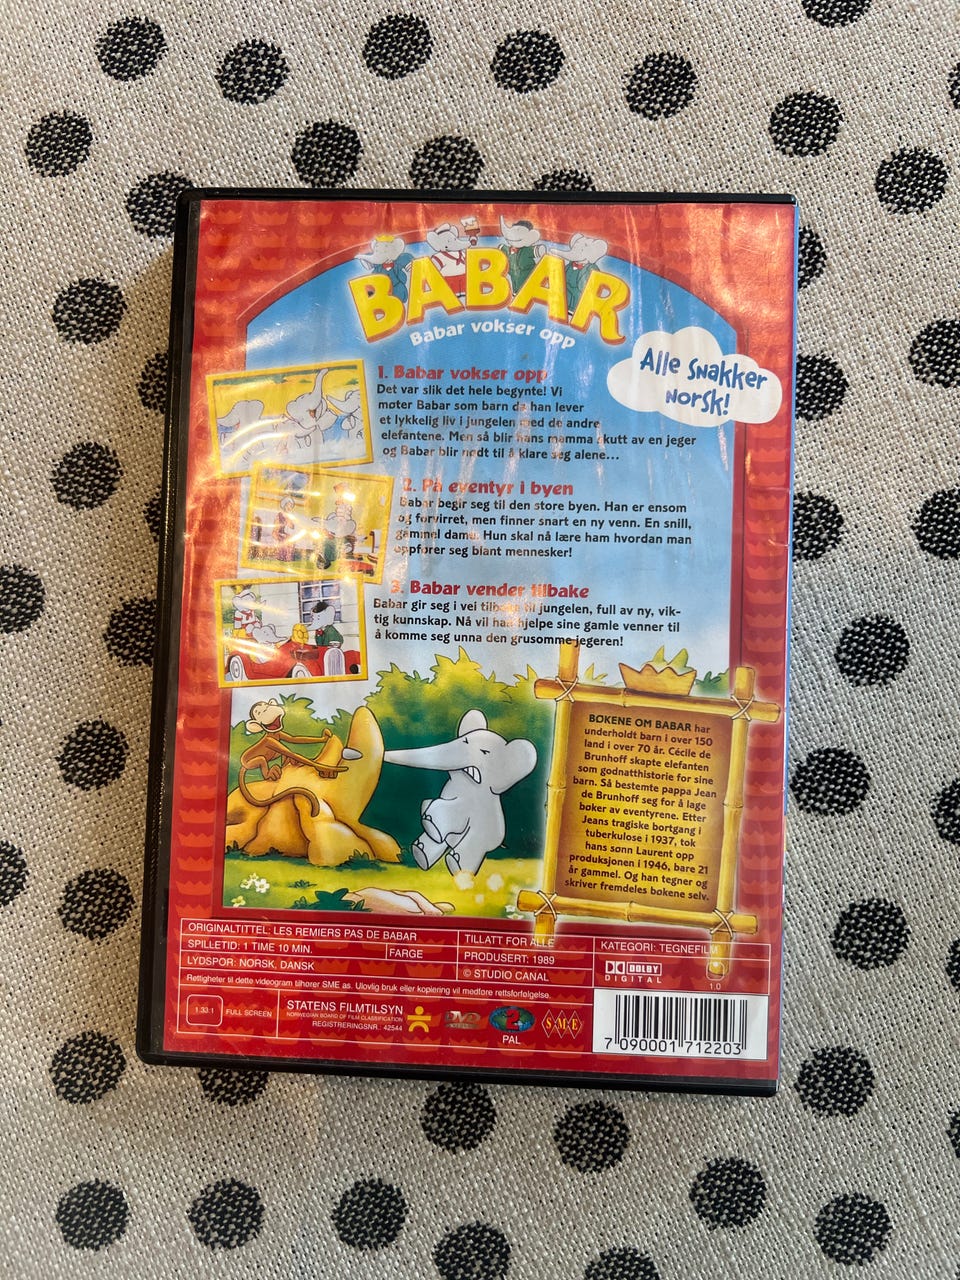 BABAR
Babar vokser opp
Alle snakker
norsk!
1. Babar vokser opp
Det var slik det hele begynte! Vi
møter Babar som barn da han lever
et lykkelig liv i jungelen med de andre
elefantene. Men så blir hans mamma skutt av en jeger
og Babar blir nødt til å klare seg alene...
2. På eventyr i byen
Babar begir seg til den store byen. Han er ensom
og forvirret, men finner snart en ny venn. En snill,
gammel dame. Hun skal nå lære ham hvordan man
oppfører seg blant mennesker!
3. Babar vender tilbake
Babar gir seg i vei tilbake til jungelen, full av ny, vik-
tig kunnskap. Nå vil han hjelpe sine gamle venner til
å komme seg unna den grusomme jegeren!
BØKENE OM BABAR har
underholdt barn i over 150
land i over 70 år. Cécile de
Brunhoff skapte elefanten
som godnatthistorie for sine
barn. Så bestemte pappa Jean
de Brunhoff seg for å lage
bøker av eventyrene. Etter
Jeans tragiske bortgang i
tuberkulose i 1937, tok
hans sønn Laurent opp
produksjonen i 1946, bare 21
år gammel. Og han tegner og
skriver fremdeles bøkene selv.
ORIGINALTITTEL: LES REMIERS PAS DE BABAR
TILLATT FOR ALLE
KATEGORI: TEGNEFILM
SPILLETID: 1 TIME 10 MIN.
FARGE
PRODUSERT: 1989
LYDSPOR: NORSK, DANSK
© STUDIO CANAL
DOLBY
DIGITAL
1.0
Rettigheter til dette videogram tilhører SME as. Ulovlig bruk eller kopiering vil medføre rettsforfølgelse.
1.33:1
FULL SCREEN
STATENS FILMTILSYN
NORWEGIAN BOARD OF FILM CLASSIFICATION
REGISTRERINGSNR.: 42544
DVD
2
PAL
SME
7 090001 712203